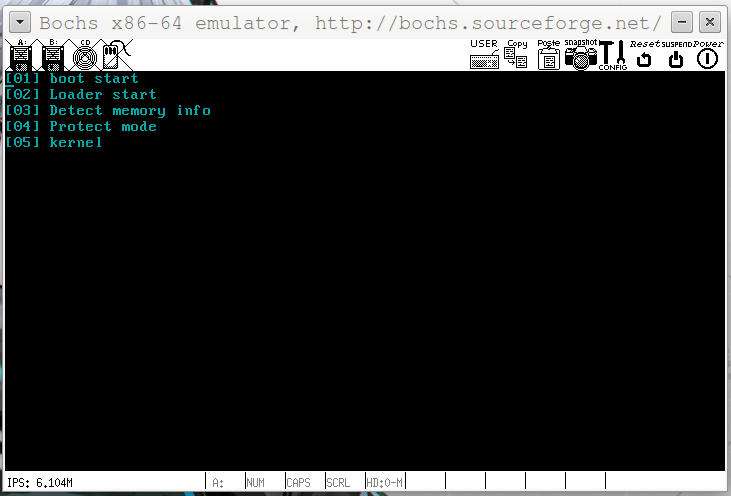 Bochs x86-64 emulator, http://bochs.sourceforge.net/
A: B: CD USER Copy Paste snapshot CONFIG Reset SUSPEND Power
[01] boot start
[02] Loader start
[03] Detect memory info
[04] Protect mode
[05] kernel
IPS: 6.104M A: NUM CAPS SCRL HD:0-M